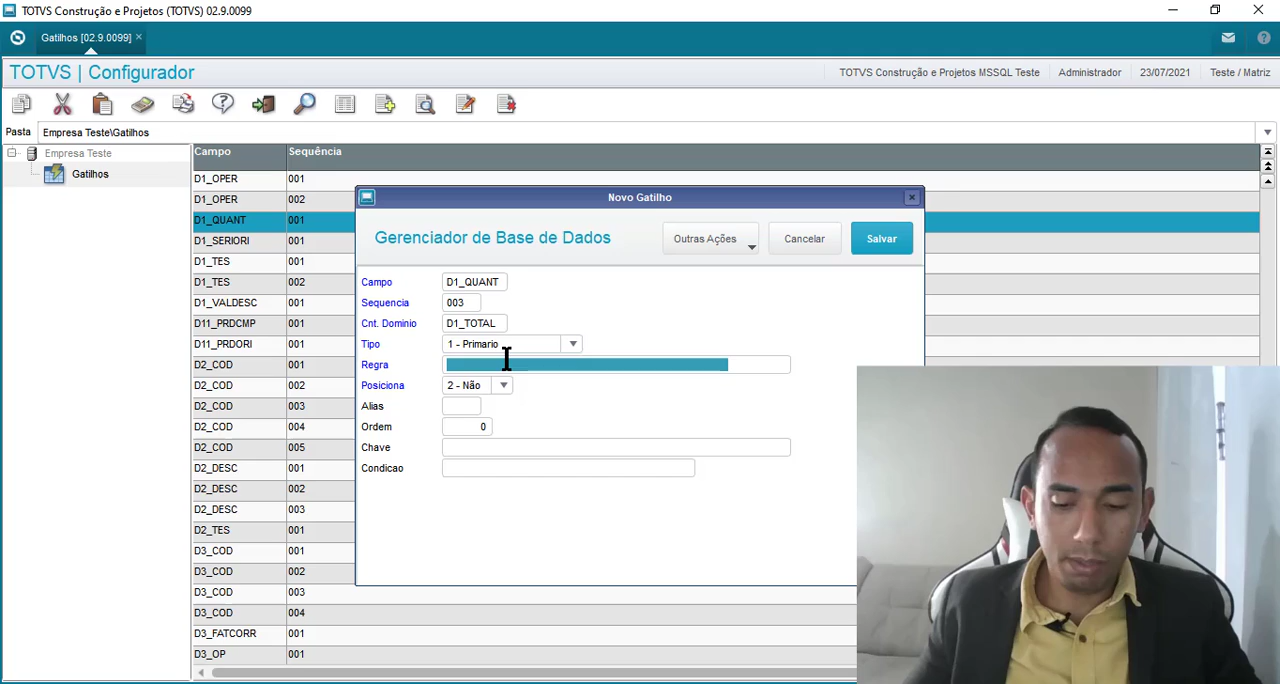 TOTVS Construção e Projetos (TOTVS) 02.9.0099
Gatilhos [02.9.0099]
TOTVS | Configurador
TOTVS Construção e Projetos MSSQL Teste
Administrador
23/07/2021
Teste / Matriz
Pasta
Empresa Teste\Gatilhos
Empresa Teste
Gatilhos
Campo Sequência
D1_OPER 001
D1_OPER 002
D1_QUANT 001
D1_SERIORI 001
D1_TES 001
D1_TES 002
D1_VALDESC 001
D11_PRDCMP 001
D11_PRDORI 001
D2_COD 001
D2_COD 002
D2_COD 003
D2_COD 004
D2_COD 005
D2_DESC 001
D2_DESC 002
D2_DESC 003
D2_TES 001
D3_COD 001
D3_COD 002
D3_COD 003
D3_COD 004
D3_FATCORR 001
D3_OP 001
Novo Gatilho
Gerenciador de Base de Dados
Outras Ações
Cancelar
Salvar
Campo D1_QUANT
Sequencia 003
Cnt. Dominio D1_TOTAL
Tipo 1 - Primario
Regra
Posiciona 2 - Não
Alias
Ordem 0
Chave
Condicao